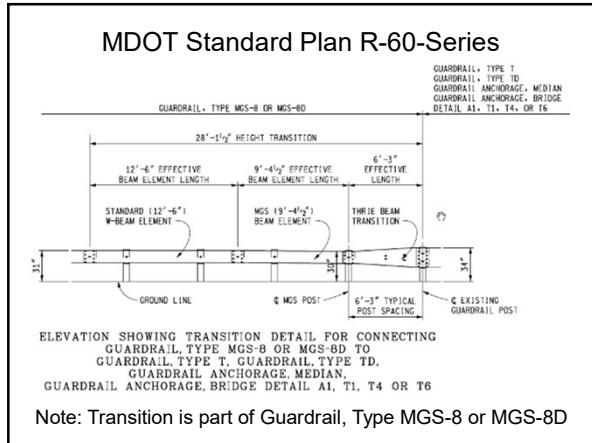 MDOT Standard Plan R-60-Series
GUARDRAIL, TYPE T
GUARDRAIL, TYPE TD
GUARDRAIL ANCHORAGE, MEDIAN
GUARDRAIL ANCHORAGE, BRIDGE
DETAIL A1, T1, T4, OR T6
GUARDRAIL, TYPE MGS-8 OR MGS-8D
28'-1½" HEIGHT TRANSITION
12'-6" EFFECTIVE
BEAM ELEMENT LENGTH
9'-4½" EFFECTIVE
BEAM ELEMENT LENGTH
6'-3"
EFFECTIVE
LENGTH
STANDARD (12'-6")
W-BEAM ELEMENT
MGS (9'-4½")
BEAM ELEMENT
THRIE BEAM
TRANSITION
31"
30"
34"
GROUND LINE
℄ MGS POST
6'-3" TYPICAL
POST SPACING
℄ EXISTING
GUARDRAIL POST
ELEVATION SHOWING TRANSITION DETAIL FOR CONNECTING
GUARDRAIL, TYPE MGS-8 OR MGS-8D TO
GUARDRAIL, TYPE T, GUARDRAIL, TYPE TD,
GUARDRAIL ANCHORAGE, MEDIAN,
GUARDRAIL ANCHORAGE, BRIDGE DETAIL A1, T1, T4 OR T6
Note: Transition is part of Guardrail, Type MGS-8 or MGS-8D